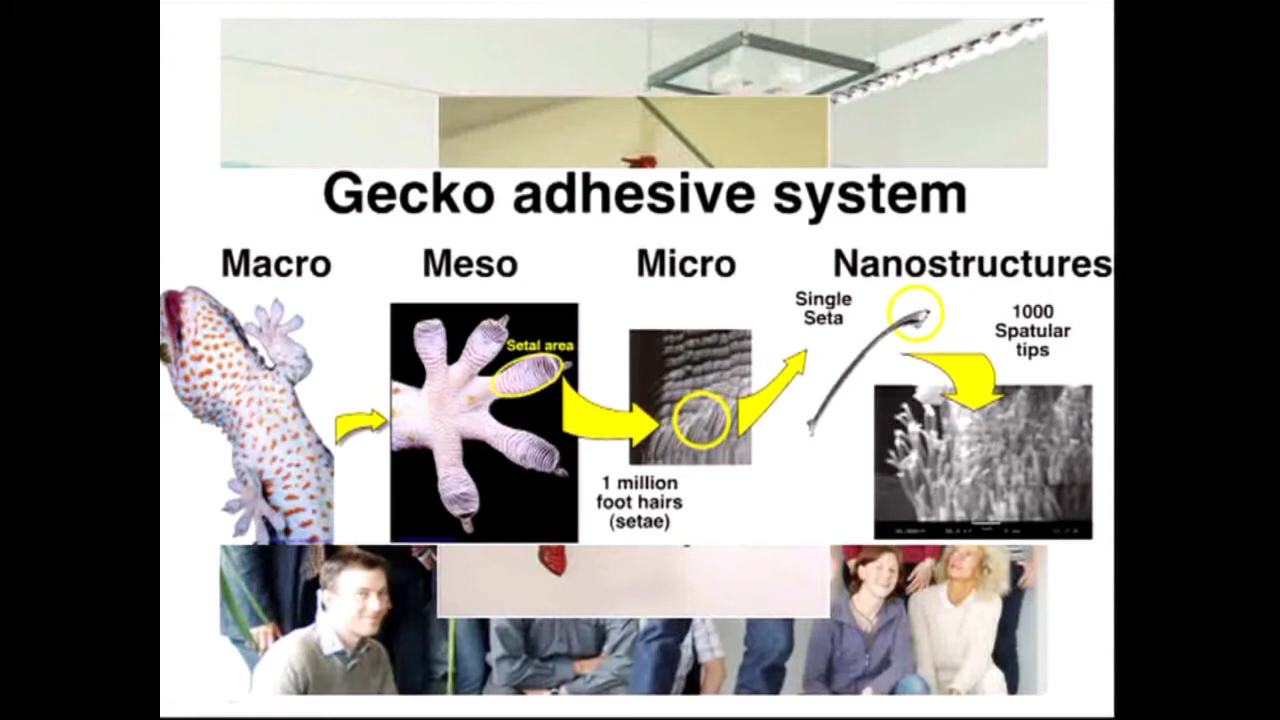 Gecko adhesive system
Macro
Meso
Micro
Nanostructures
Setal area
1 million
foot hairs
(setae)
Single
Seta
1000
Spatular
tips